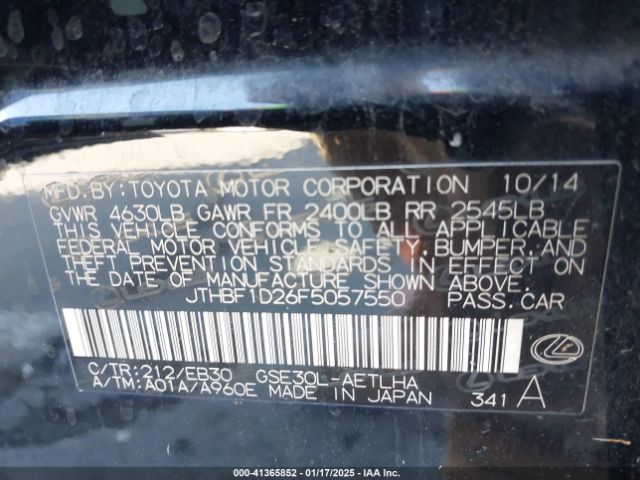 MFD.BY:TOYOTA MOTOR CORPORATION 10/14
GVWR 4630LB GAWR FR 2400LB RR 2545LB
THIS VEHICLE CONFORMS TO ALL APPLICABLE
FEDERAL MOTOR VEHICLE SAFETY,BUMPER,AND
THEFT PREVENTION STANDARDS IN EFFECT ON
THE DATE OF MANUFACTURE SHOWN ABOVE.
JTHBF1D26F5057550 PASS.CAR
C/TR:212/EB30 GSE30L-AETLHA
A/TM:A01A/A960E MADE IN JAPAN 341 A
000-41365852 - 01/17/2025 - IAA Inc.